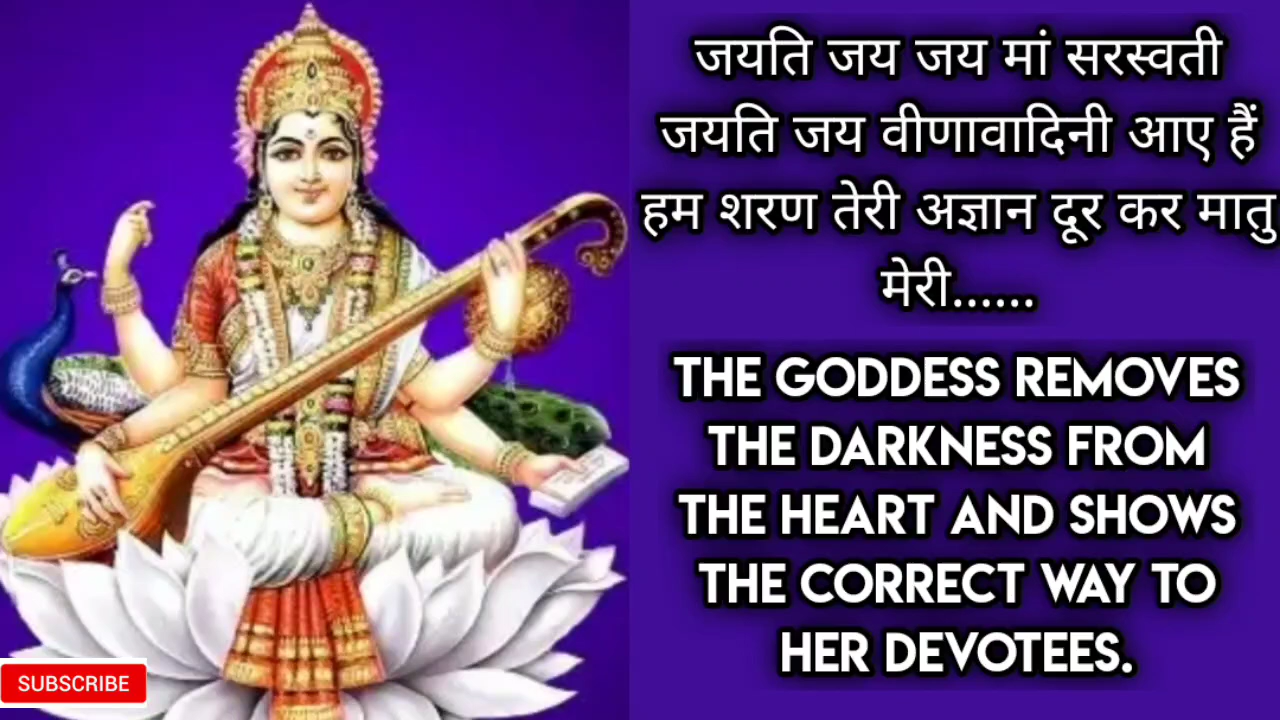 जयति जय जय मां सरस्वती
जयति जय वीणावादिनी आए हैं
हम शरण तेरी अज्ञान दूर कर मातु
मेरी......
THE GODDESS REMOVES
THE DARKNESS FROM
THE HEART AND SHOWS
THE CORRECT WAY TO
HER DEVOTEES.
SUBSCRIBE